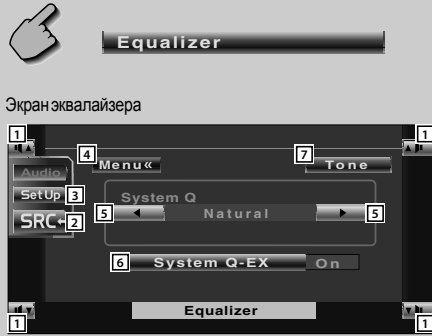 Equalizer
Экран эквалайзера
1 1
4 Menu« 7 Tone
Audio
SetUp 3
System Q
SRC 2
5 Natural 5
6 System Q-EX On
Equalizer
1 1